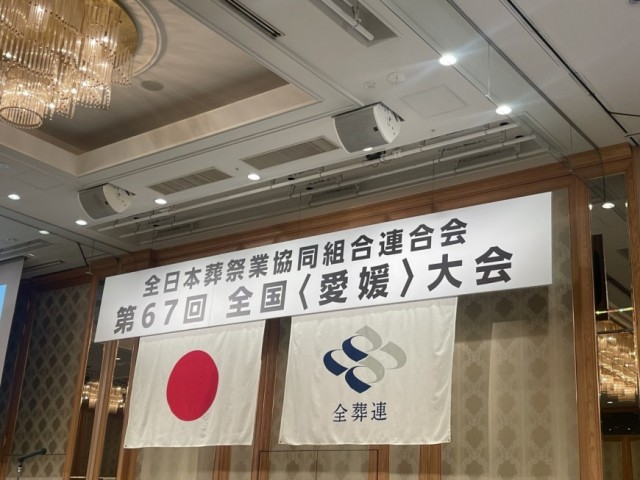 全日本葬祭業協同組合連合会
第67回 全国〈愛媛〉大会
全葬連